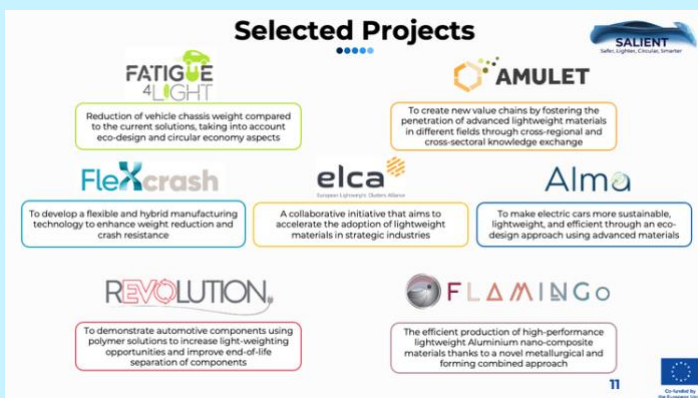 Selected Projects
SALIENT
Safer, Lighter, Circular, Smarter
FATIGUE
4LIGHT
Reduction of vehicle chassis weight compared
to the current solutions, taking into account
eco-design and circular economy aspects
AMULET
To create new value chains by fostering the
penetration of advanced lightweight materials
in different fields through cross-regional and
cross-sectoral knowledge exchange
FleXcrash
To develop a flexible and hybrid manufacturing
technology to enhance weight reduction and
crash resistance
elca
European Lightweight Clusters Alliance
A collaborative initiative that aims to
accelerate the adoption of lightweight
materials in strategic industries
Alma
To make electric cars more sustainable,
lightweight, and efficient through an eco-
design approach using advanced materials
REVOLUTION
To demonstrate automotive components using
polymer solutions to increase light-weighting
opportunities and improve end-of-life
separation of components
FLAMINGo
The efficient production of high-performance
lightweight Aluminium nano-composite
materials thanks to a novel metallurgical and
forming combined approach
11
Co-funded by
the European